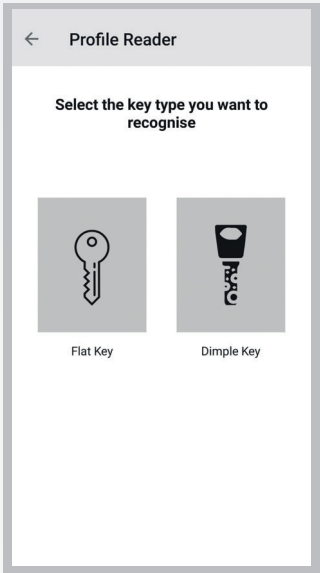 Profile Reader
Select the key type you want to
recognise
Flat Key
Dimple Key